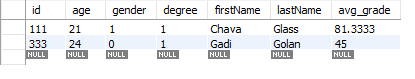 id age gender degree firstName lastName avg_grade
111 21 1 1 Chava Glass 81.3333
333 24 0 1 Gadi Golan 45
NULL NULL NULL NULL NULL NULL NULL